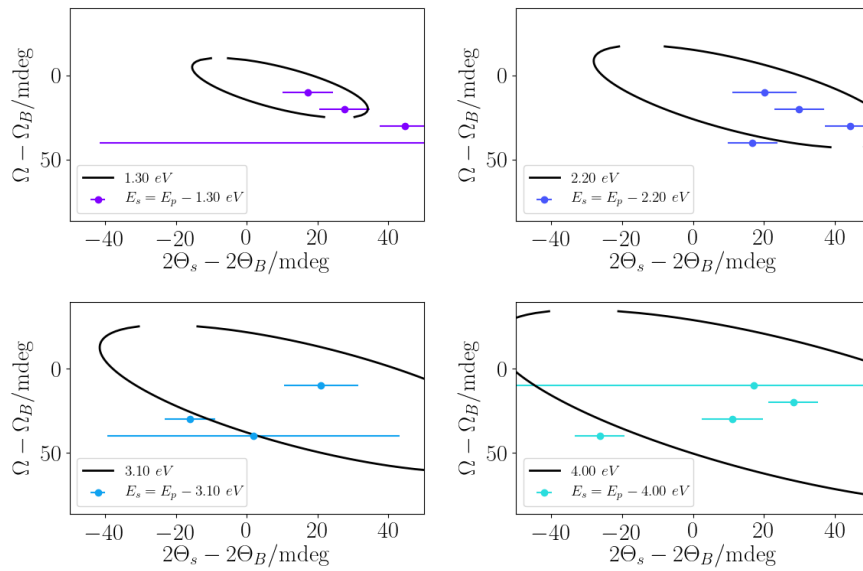 Ω − Ω_B/mdeg
0
50
1.30 eV
E_s = E_p − 1.30 eV
−40 −20 0 20 40
2Θ_s − 2Θ_B/mdeg
Ω − Ω_B/mdeg
0
50
2.20 eV
E_s = E_p − 2.20 eV
−40 −20 0 20 40
2Θ_s − 2Θ_B/mdeg
Ω − Ω_B/mdeg
0
50
3.10 eV
E_s = E_p − 3.10 eV
−40 −20 0 20 40
2Θ_s − 2Θ_B/mdeg
Ω − Ω_B/mdeg
0
50
4.00 eV
E_s = E_p − 4.00 eV
−40 −20 0 20 40
2Θ_s − 2Θ_B/mdeg